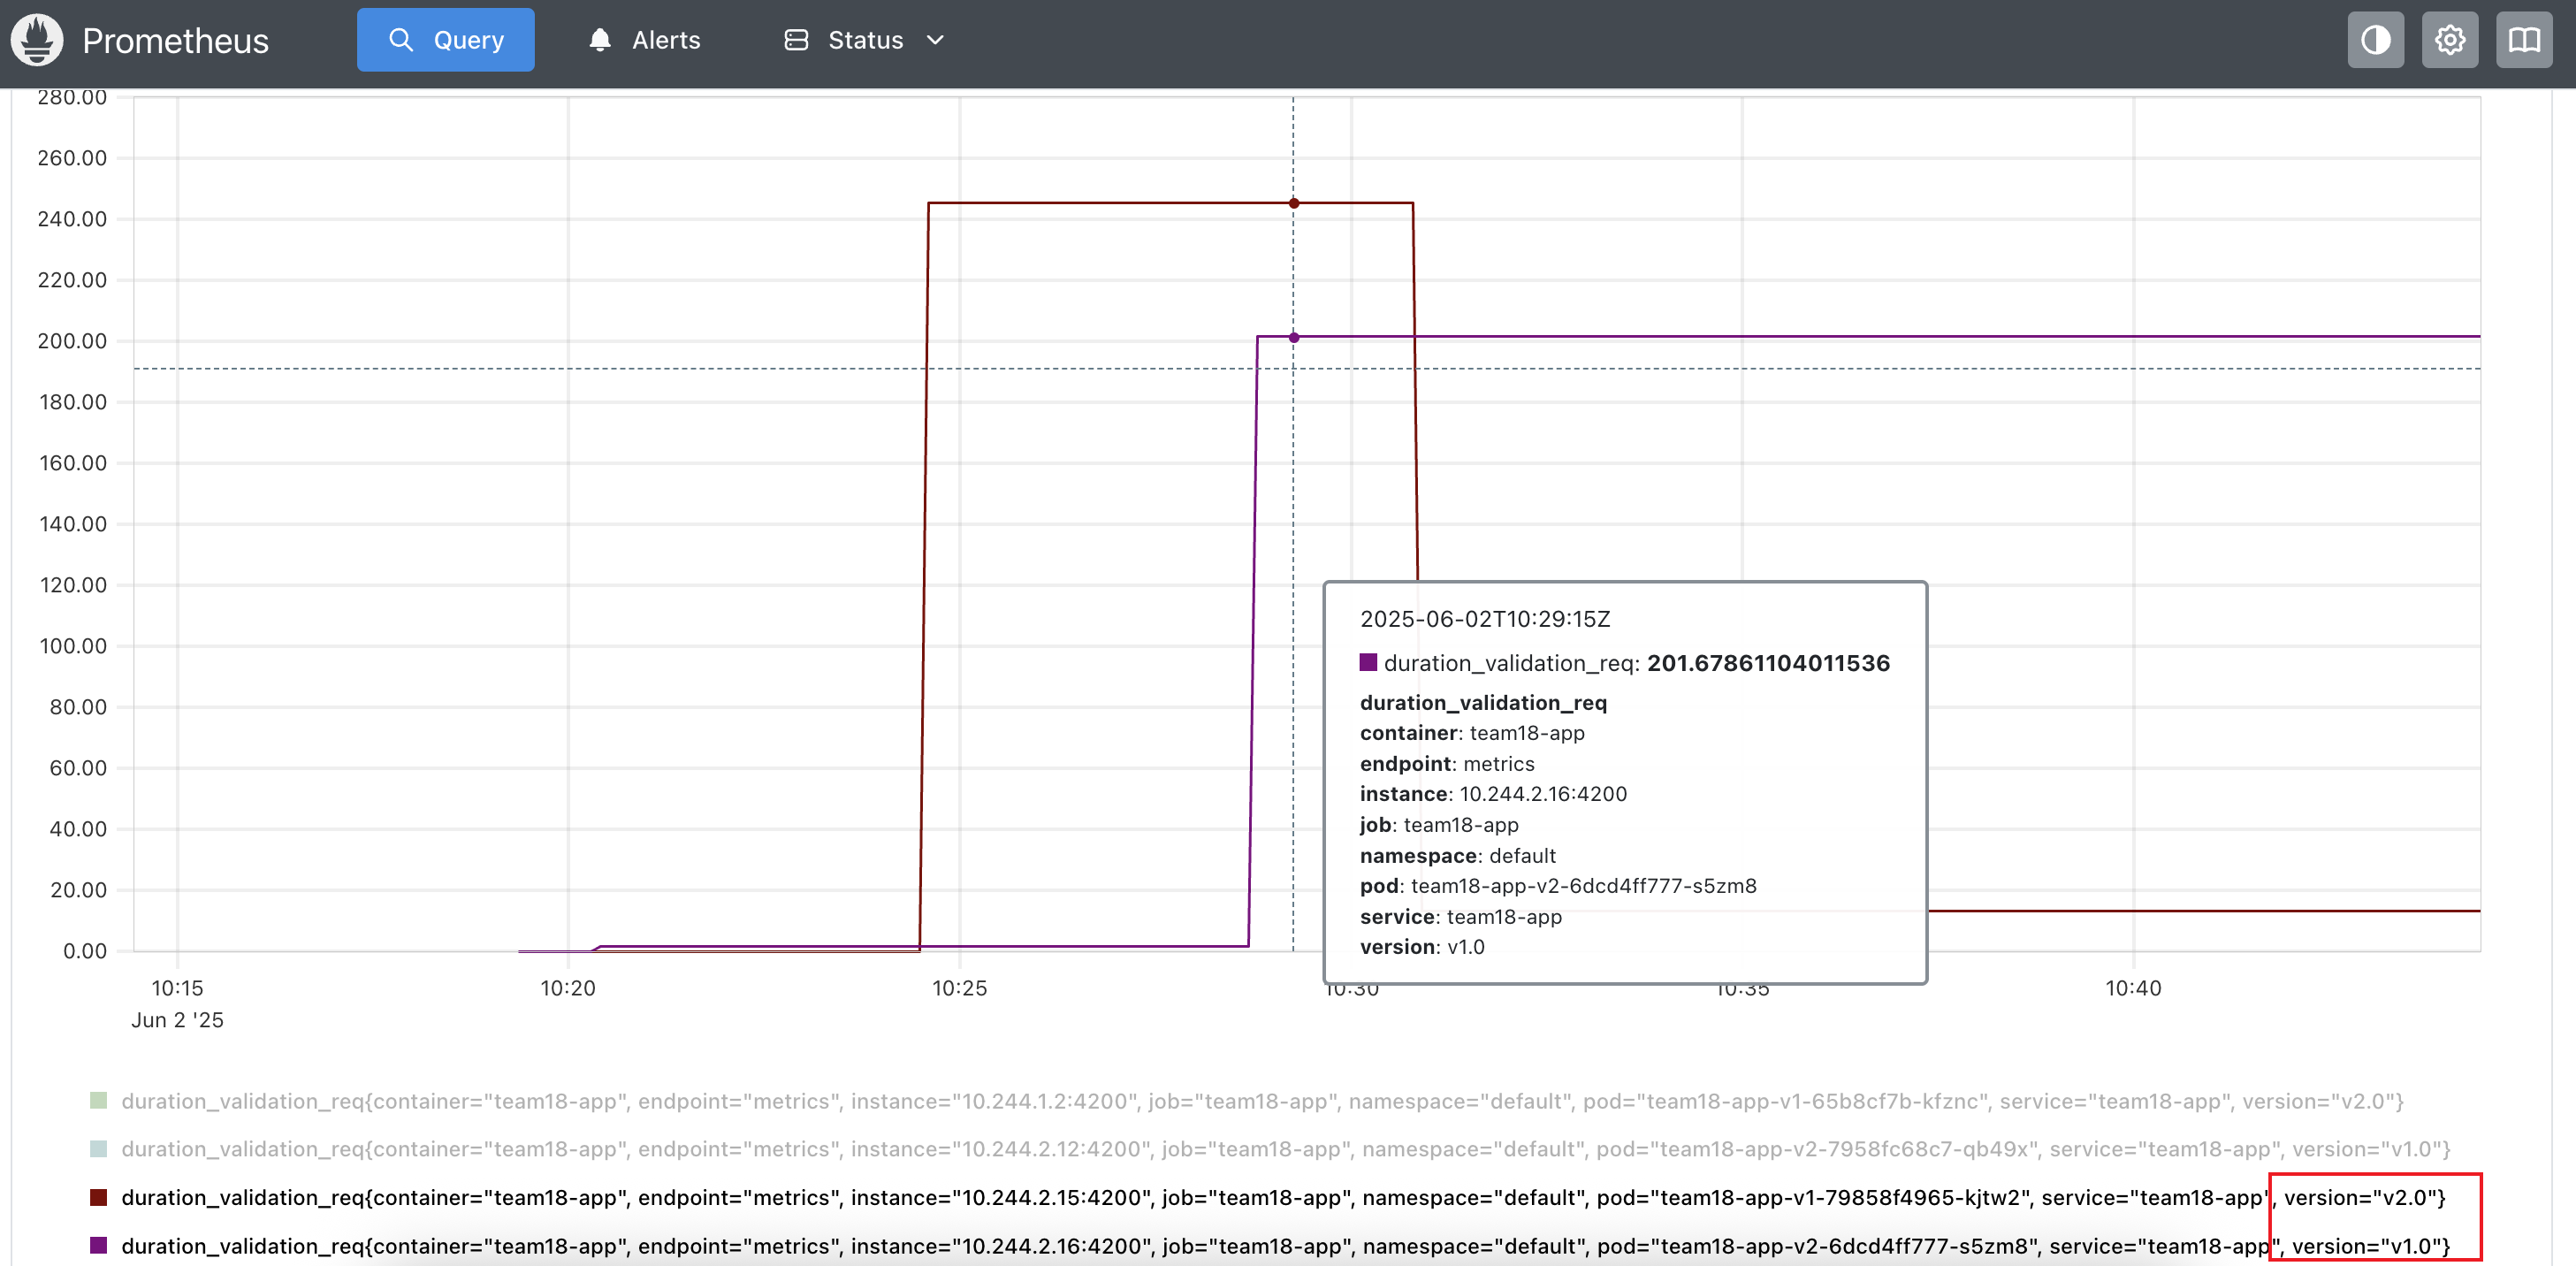 Prometheus
Query
Alerts
Status
280.00
260.00
240.00
220.00
200.00
180.00
160.00
140.00
120.00
100.00
80.00
60.00
40.00
20.00
0.00
2025-06-02T10:29:15Z
duration_validation_req: 201.67861104011536
duration_validation_req
container: team18-app
endpoint: metrics
instance: 10.244.2.16:4200
job: team18-app
namespace: default
pod: team18-app-v2-6dcd4ff777-s5zm8
service: team18-app
version: v1.0
10:15 10:20 10:25 10:30 10:35 10:40
Jun 2 '25
duration_validation_req{container="team18-app", endpoint="metrics", instance="10.244.1.2:4200", job="team18-app", namespace="default", pod="team18-app-v1-65b8cf7b-kfznc", service="team18-app", version="v2.0"}
duration_validation_req{container="team18-app", endpoint="metrics", instance="10.244.2.12:4200", job="team18-app", namespace="default", pod="team18-app-v2-7958fc68c7-qb49x", service="team18-app", version="v1.0"}
duration_validation_req{container="team18-app", endpoint="metrics", instance="10.244.2.15:4200", job="team18-app", namespace="default", pod="team18-app-v1-79858f4965-kjtw2", service="team18-app", version="v2.0"}
duration_validation_req{container="team18-app", endpoint="metrics", instance="10.244.2.16:4200", job="team18-app", namespace="default", pod="team18-app-v2-6dcd4ff777-s5zm8", service="team18-app", version="v1.0"}